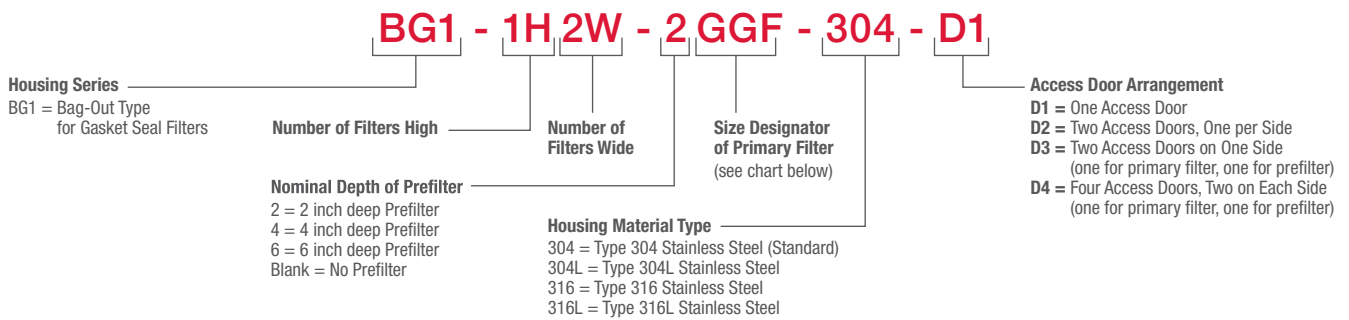 BG1 - 1H 2W - 2 GGF - 304 - D1
Housing Series
BG1 = Bag-Out Type
for Gasket Seal Filters
Number of Filters High
Nominal Depth of Prefilter
2 = 2 inch deep Prefilter
4 = 4 inch deep Prefilter
6 = 6 inch deep Prefilter
Blank = No Prefilter
Number of
Filters Wide
Size Designator
of Primary Filter
(see chart below)
Housing Material Type
304 = Type 304 Stainless Steel (Standard)
304L = Type 304L Stainless Steel
316 = Type 316 Stainless Steel
316L = Type 316L Stainless Steel
Access Door Arrangement
D1 = One Access Door
D2 = Two Access Doors, One per Side
D3 = Two Access Doors on One Side
(one for primary filter, one for prefilter)
D4 = Four Access Doors, Two on Each Side
(one for primary filter, one for prefilter)